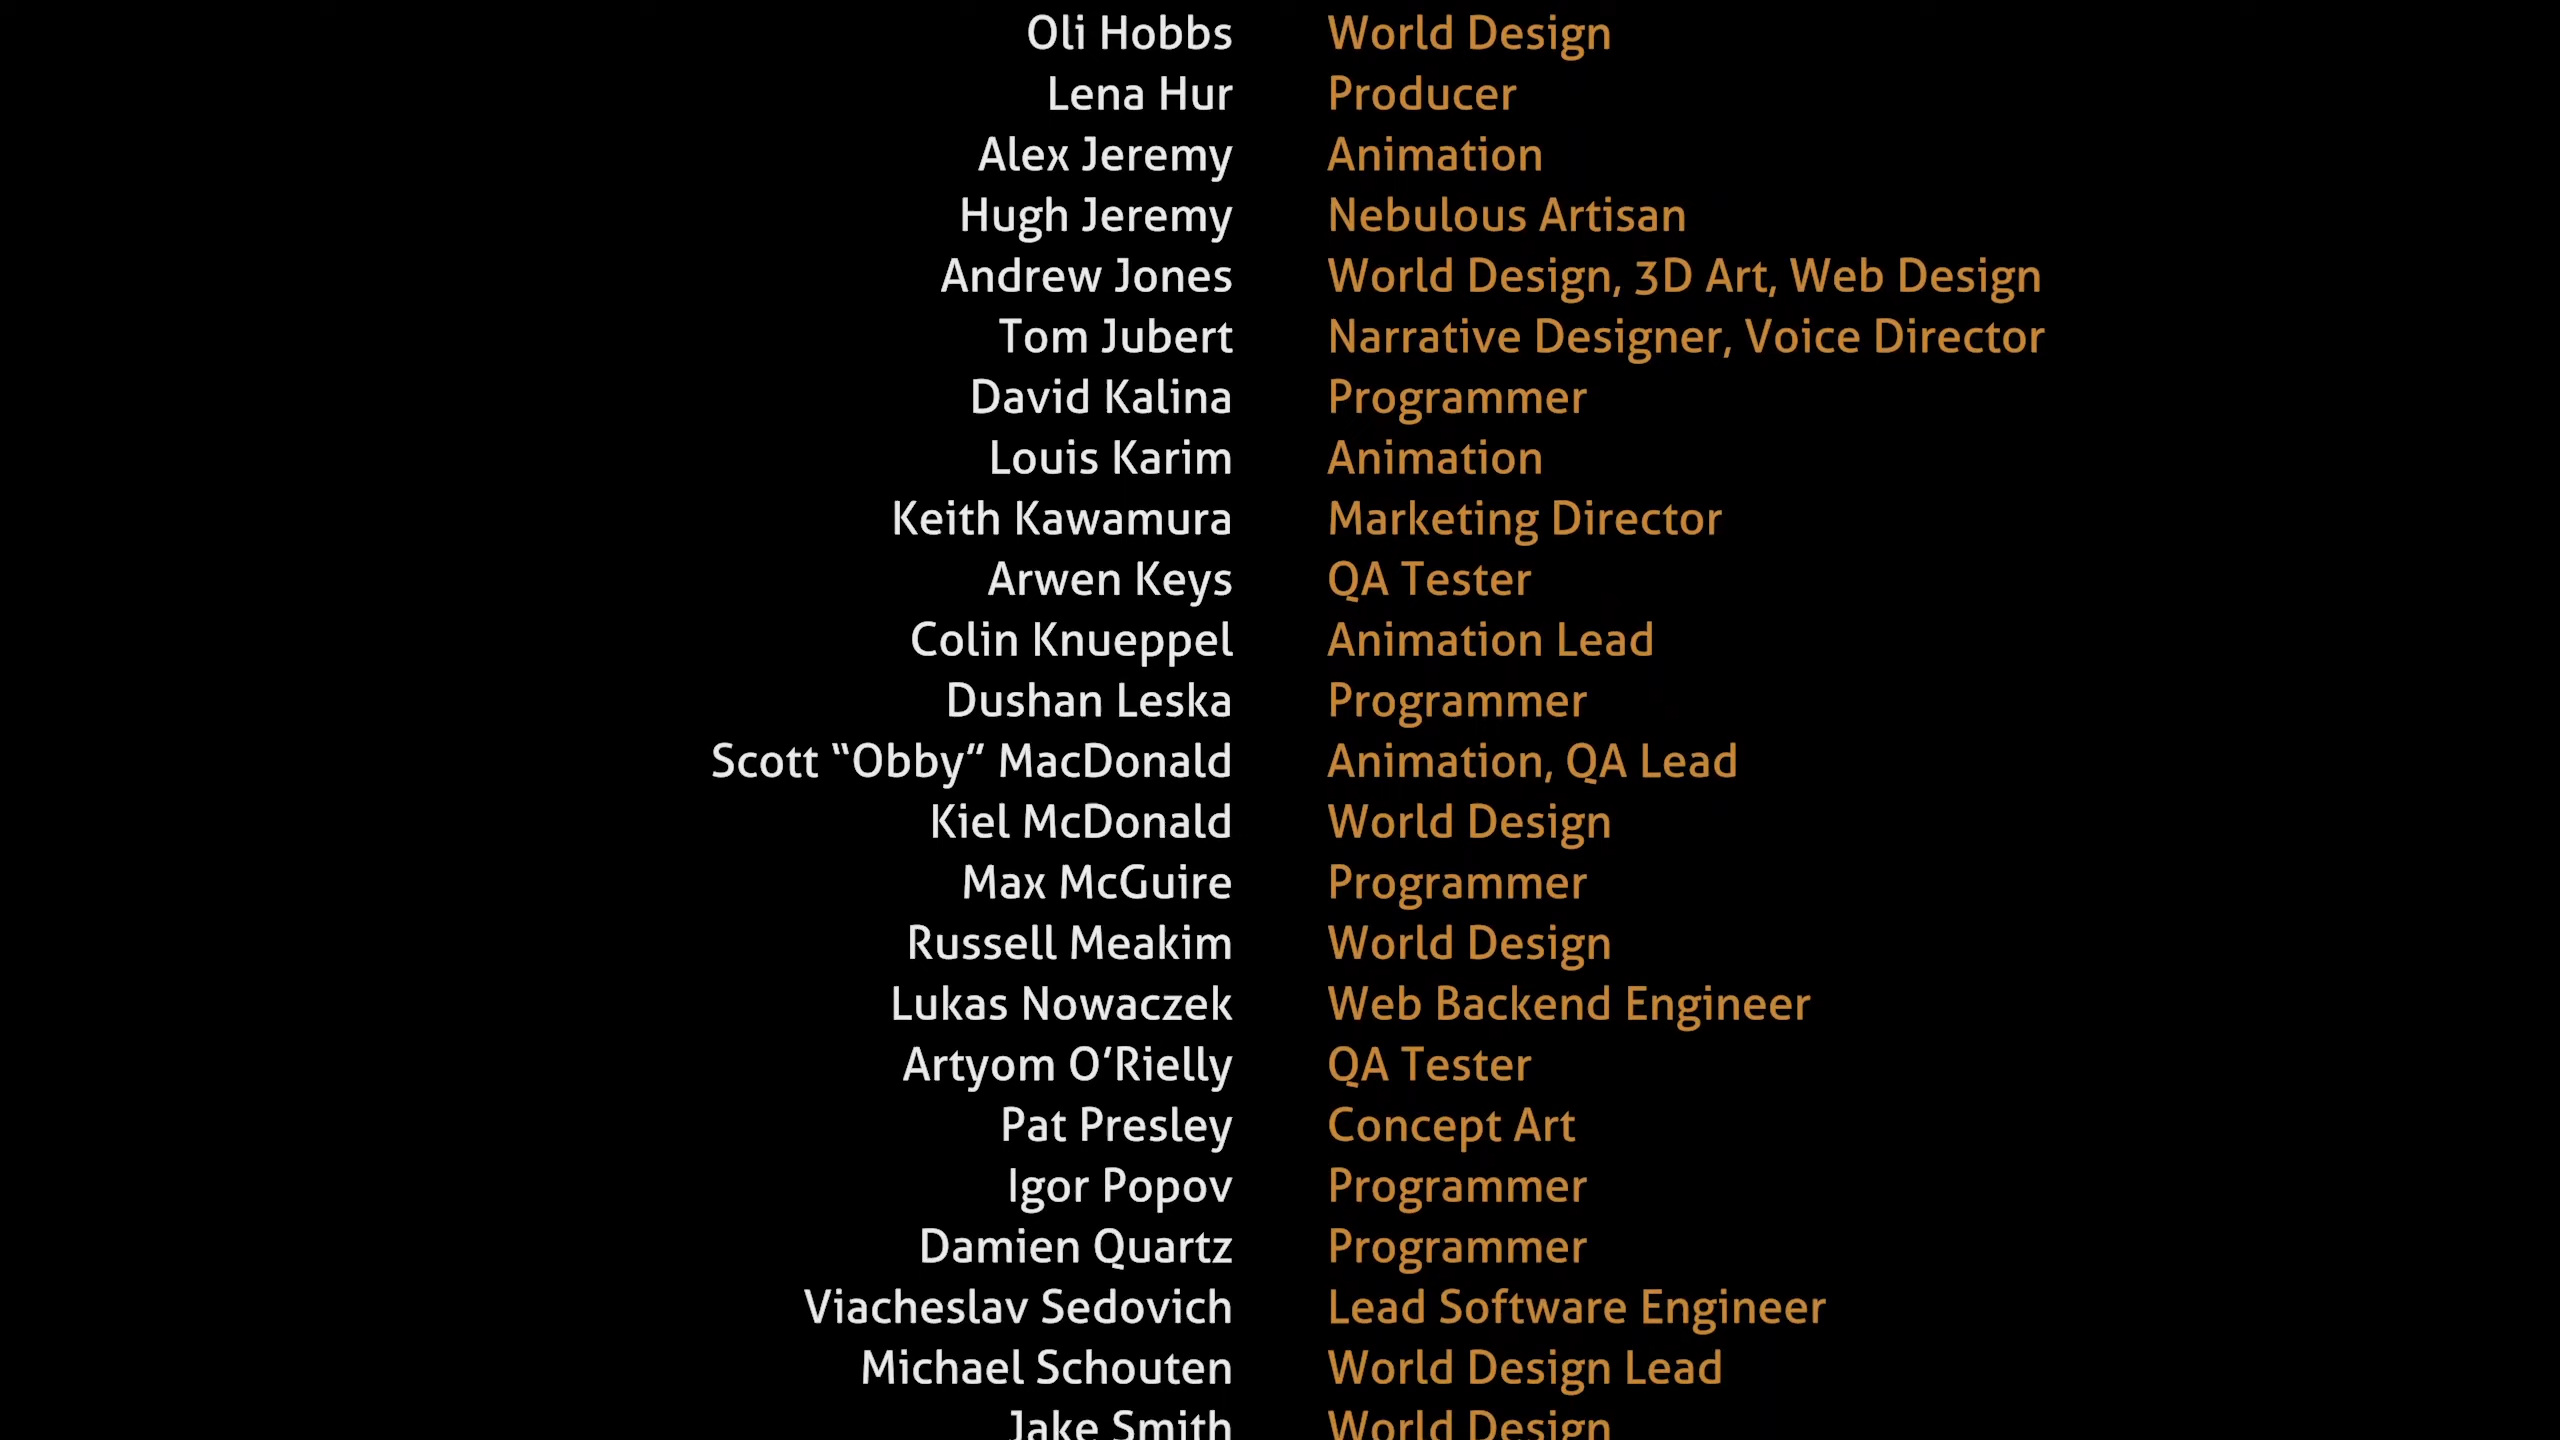 Oli Hobbs World Design
Lena Hur Producer
Alex Jeremy Animation
Hugh Jeremy Nebulous Artisan
Andrew Jones World Design, 3D Art, Web Design
Tom Jubert Narrative Designer, Voice Director
David Kalina Programmer
Louis Karim Animation
Keith Kawamura Marketing Director
Arwen Keys QA Tester
Colin Knueppel Animation Lead
Dushan Leska Programmer
Scott “Obby” MacDonald Animation, QA Lead
Kiel McDonald World Design
Max McGuire Programmer
Russell Meakim World Design
Lukas Nowaczek Web Backend Engineer
Artyom O’Rielly QA Tester
Pat Presley Concept Art
Igor Popov Programmer
Damien Quartz Programmer
Viacheslav Sedovich Lead Software Engineer
Michael Schouten World Design Lead
Jake Smith World Design